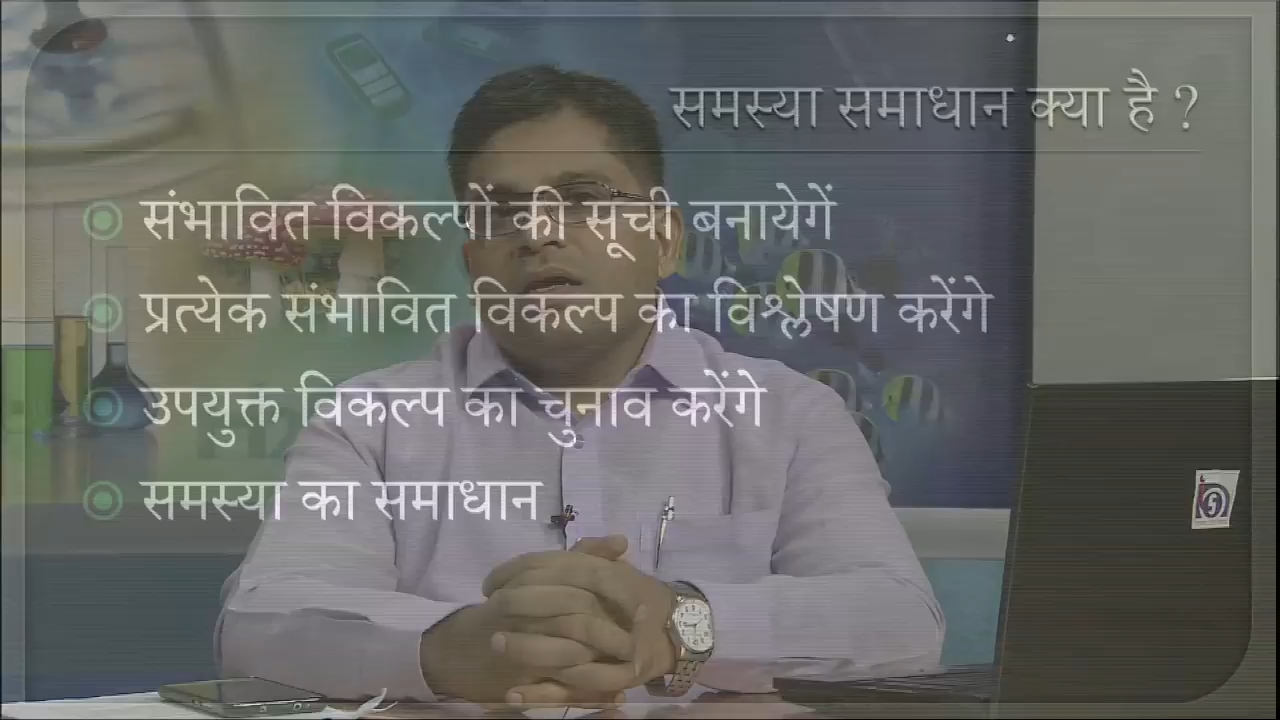 समस्या समाधान क्या है ?
संभावित विकल्पों की सूची बनायेगें
प्रत्येक संभावित विकल्प का विश्लेषण करेंगे
उपयुक्त विकल्प का चुनाव करेंगे
समस्या का समाधान